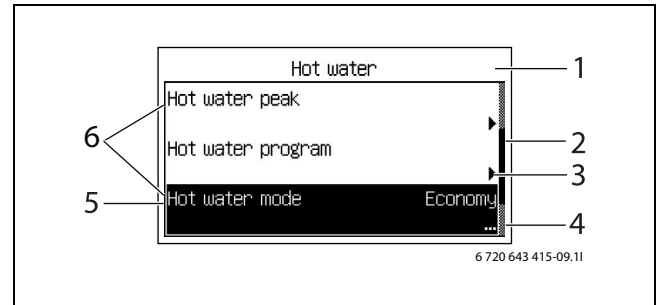 Hot water
1
Hot water peak
6
2
Hot water program
3
5
Hot water mode Economy
...
4
6 720 643 415-09.1I